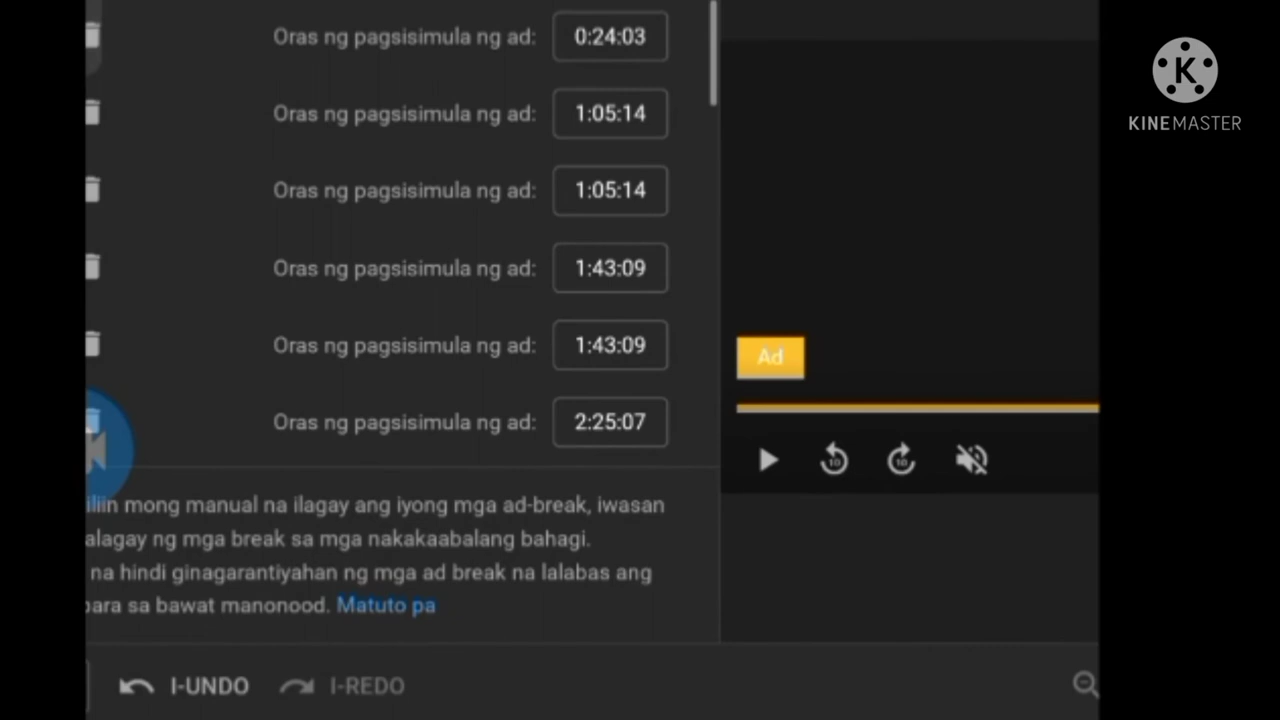 Oras ng pagsisimula ng ad: 0:24:03
Oras ng pagsisimula ng ad: 1:05:14
Oras ng pagsisimula ng ad: 1:05:14
Oras ng pagsisimula ng ad: 1:43:09
Oras ng pagsisimula ng ad: 1:43:09
Oras ng pagsisimula ng ad: 2:25:07
mong manual na ilagay ang iyong mga ad-break, iwasan
alagay ng mga break sa mga nakakaabalang bahagi.
na hindi ginagarantiyahan ng mga ad break na lalabas ang
para sa bawat manonood. Matuto pa
I-UNDO
I-REDO
Ad
10
10
K
KINEMASTER